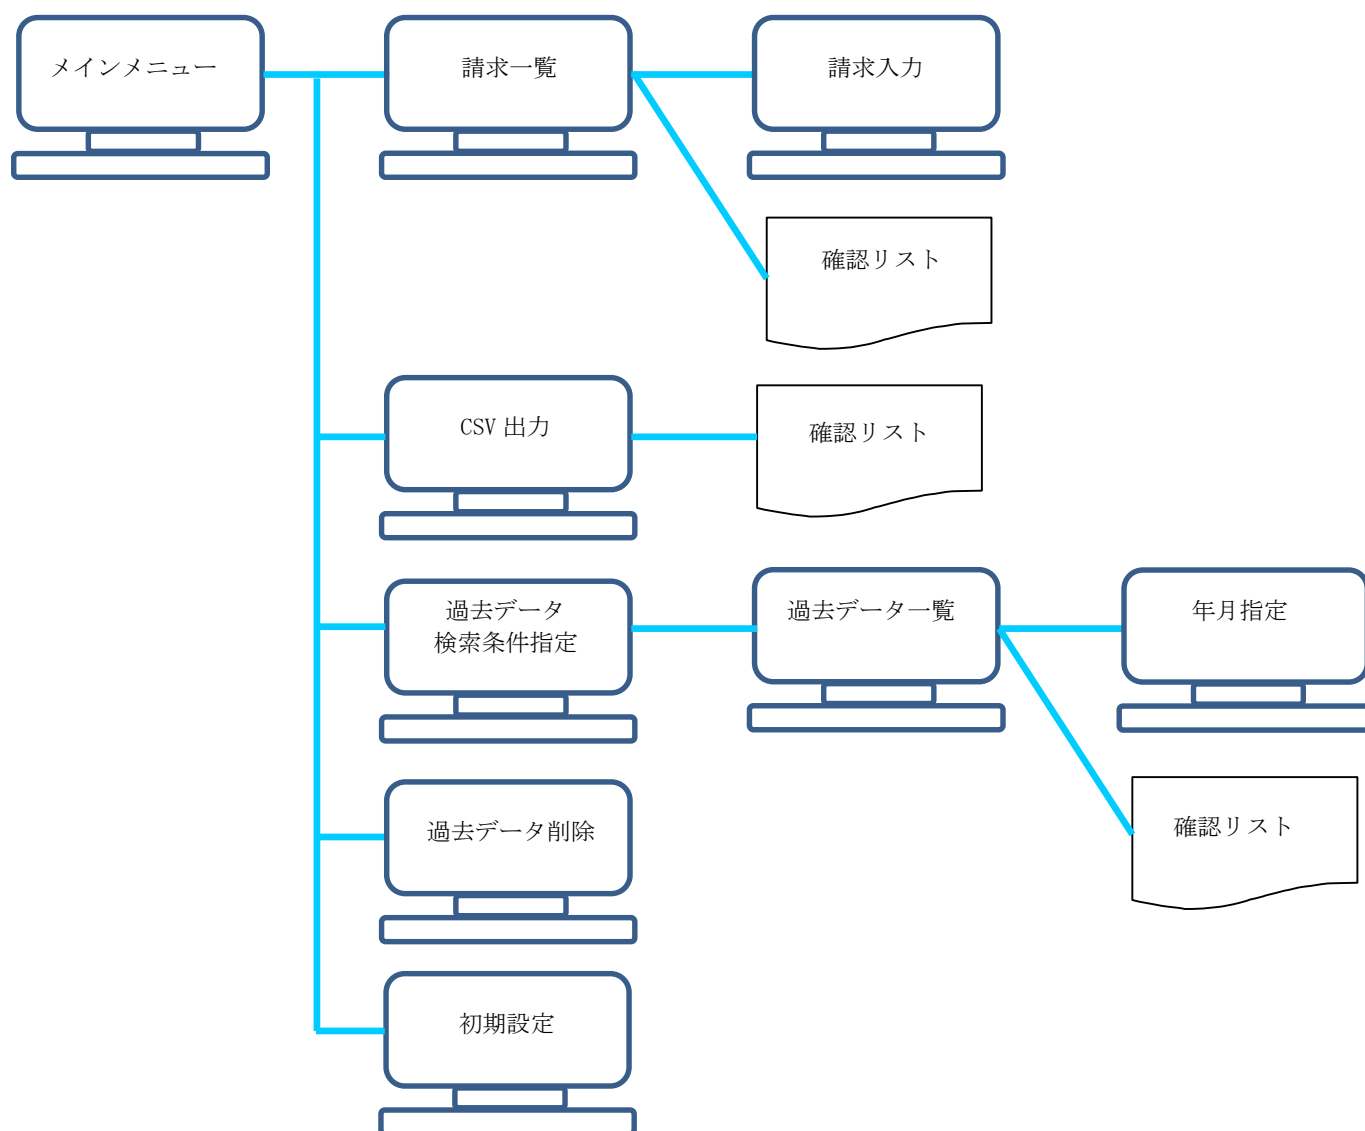 メインメニュー
請求一覧
請求入力
確認リスト
CSV 出力
確認リスト
過去データ
検索条件指定
過去データ一覧
年月指定
確認リスト
過去データ削除
初期設定